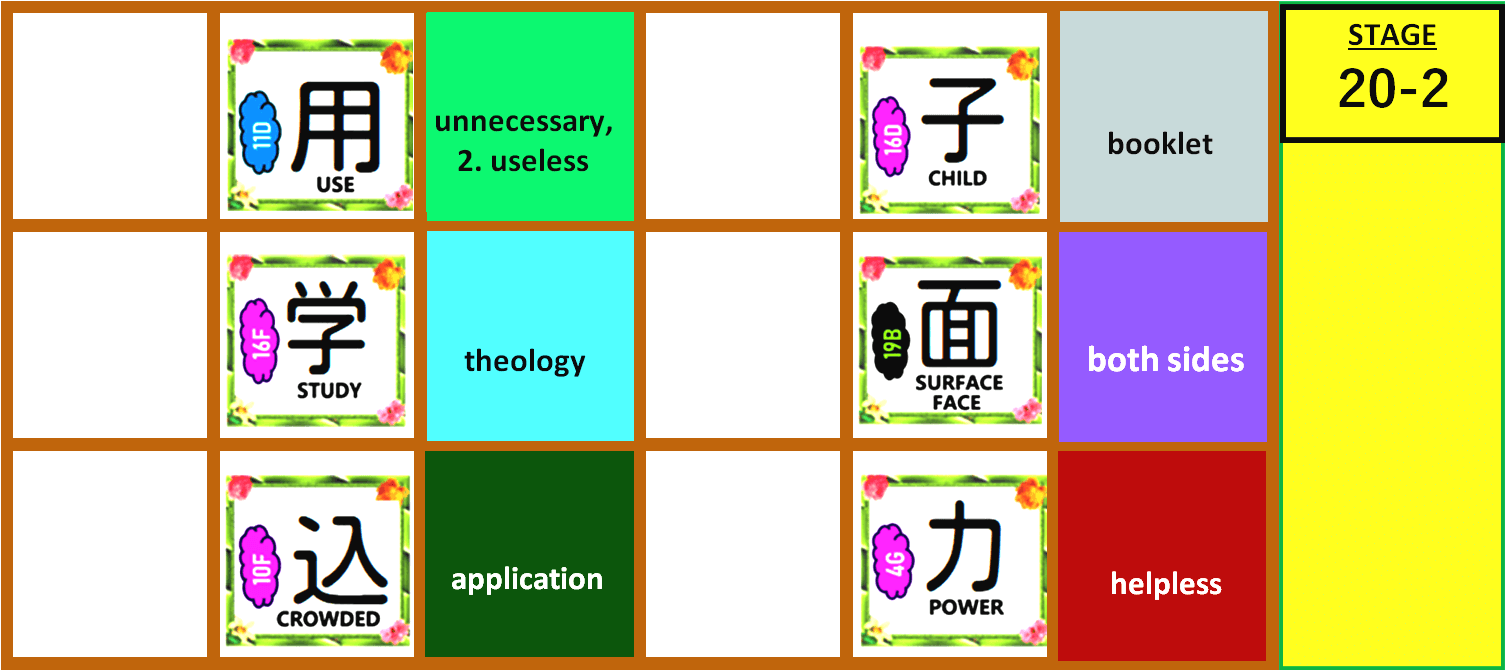 11D
用
USE
unnecessary,
2. useless
16D
子
CHILD
booklet
STAGE
20-2
16F
学
STUDY
theology
19B
面
SURFACE
FACE
both sides
10F
込
CROWDED
application
4G
力
POWER
helpless